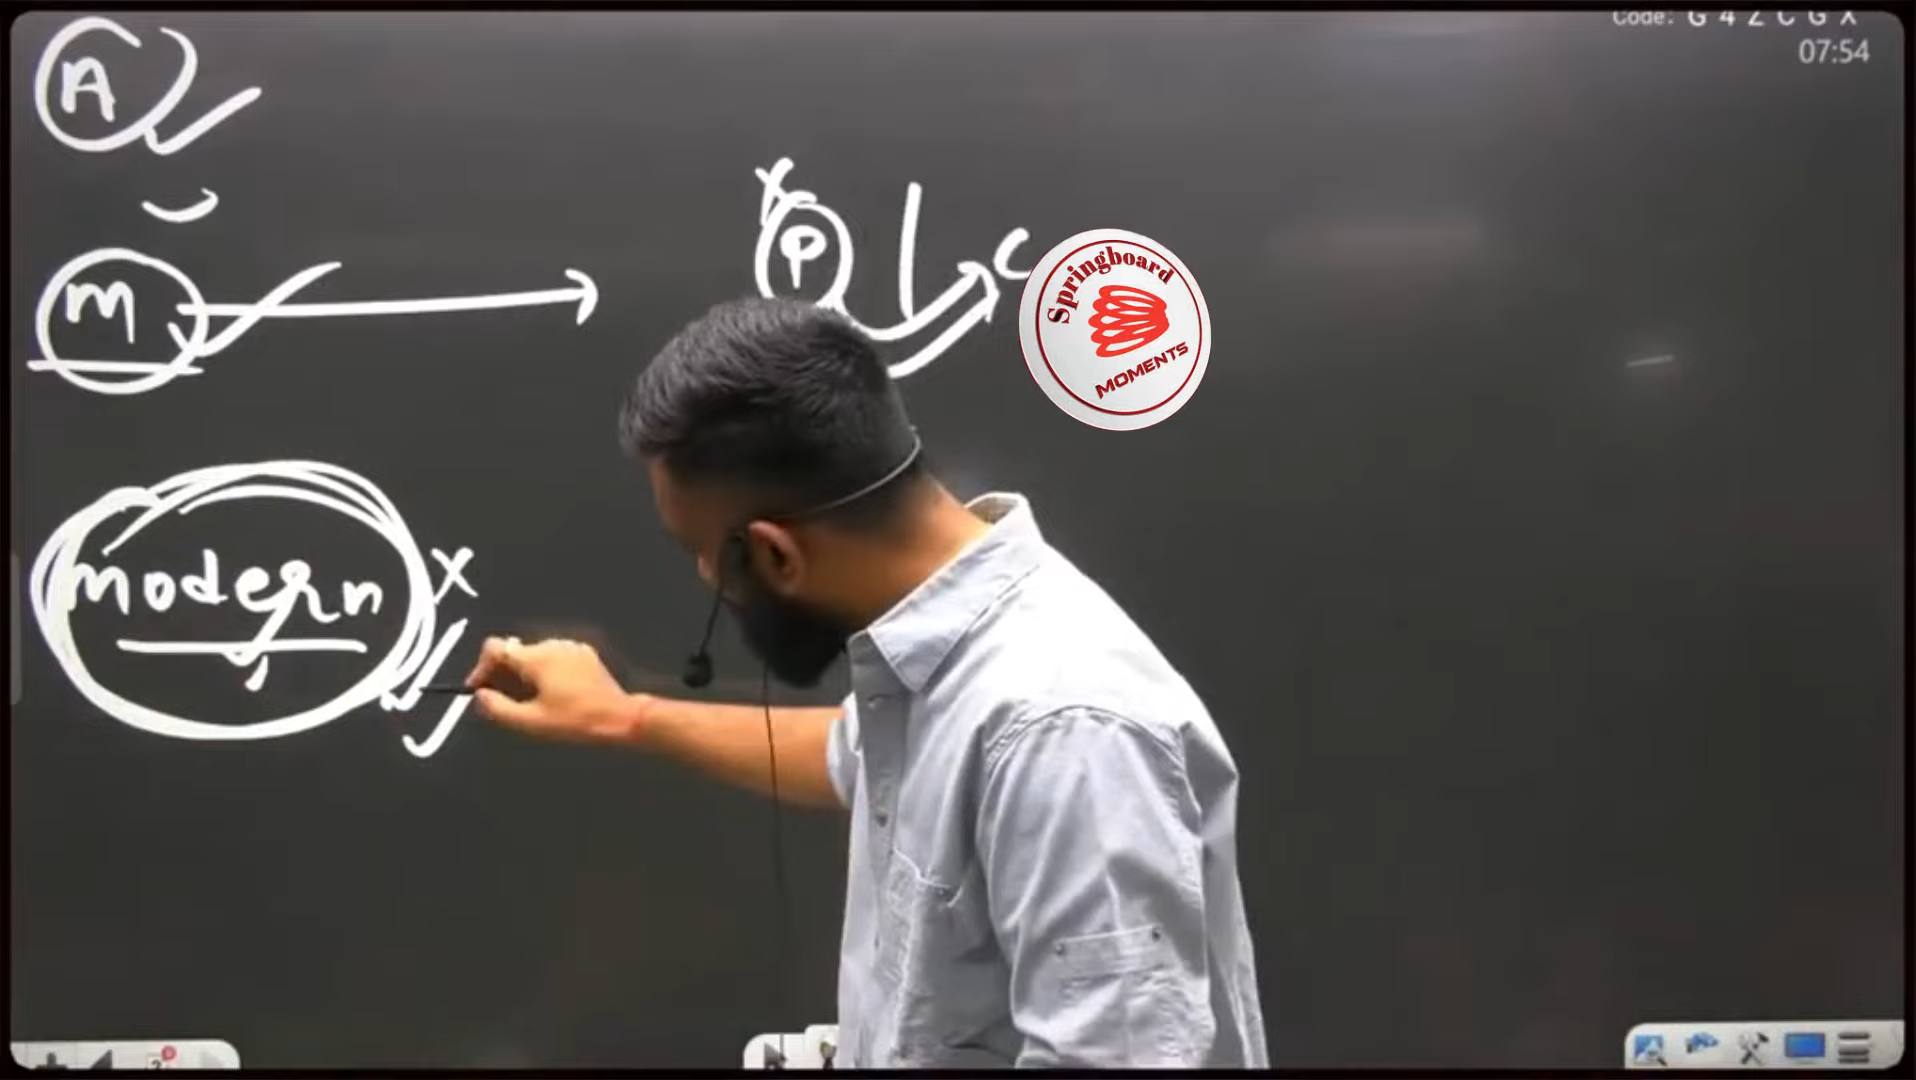 Code: G 4 Z C G X
07:54
A
P
C
M
Springboard
MOMENTS
modern